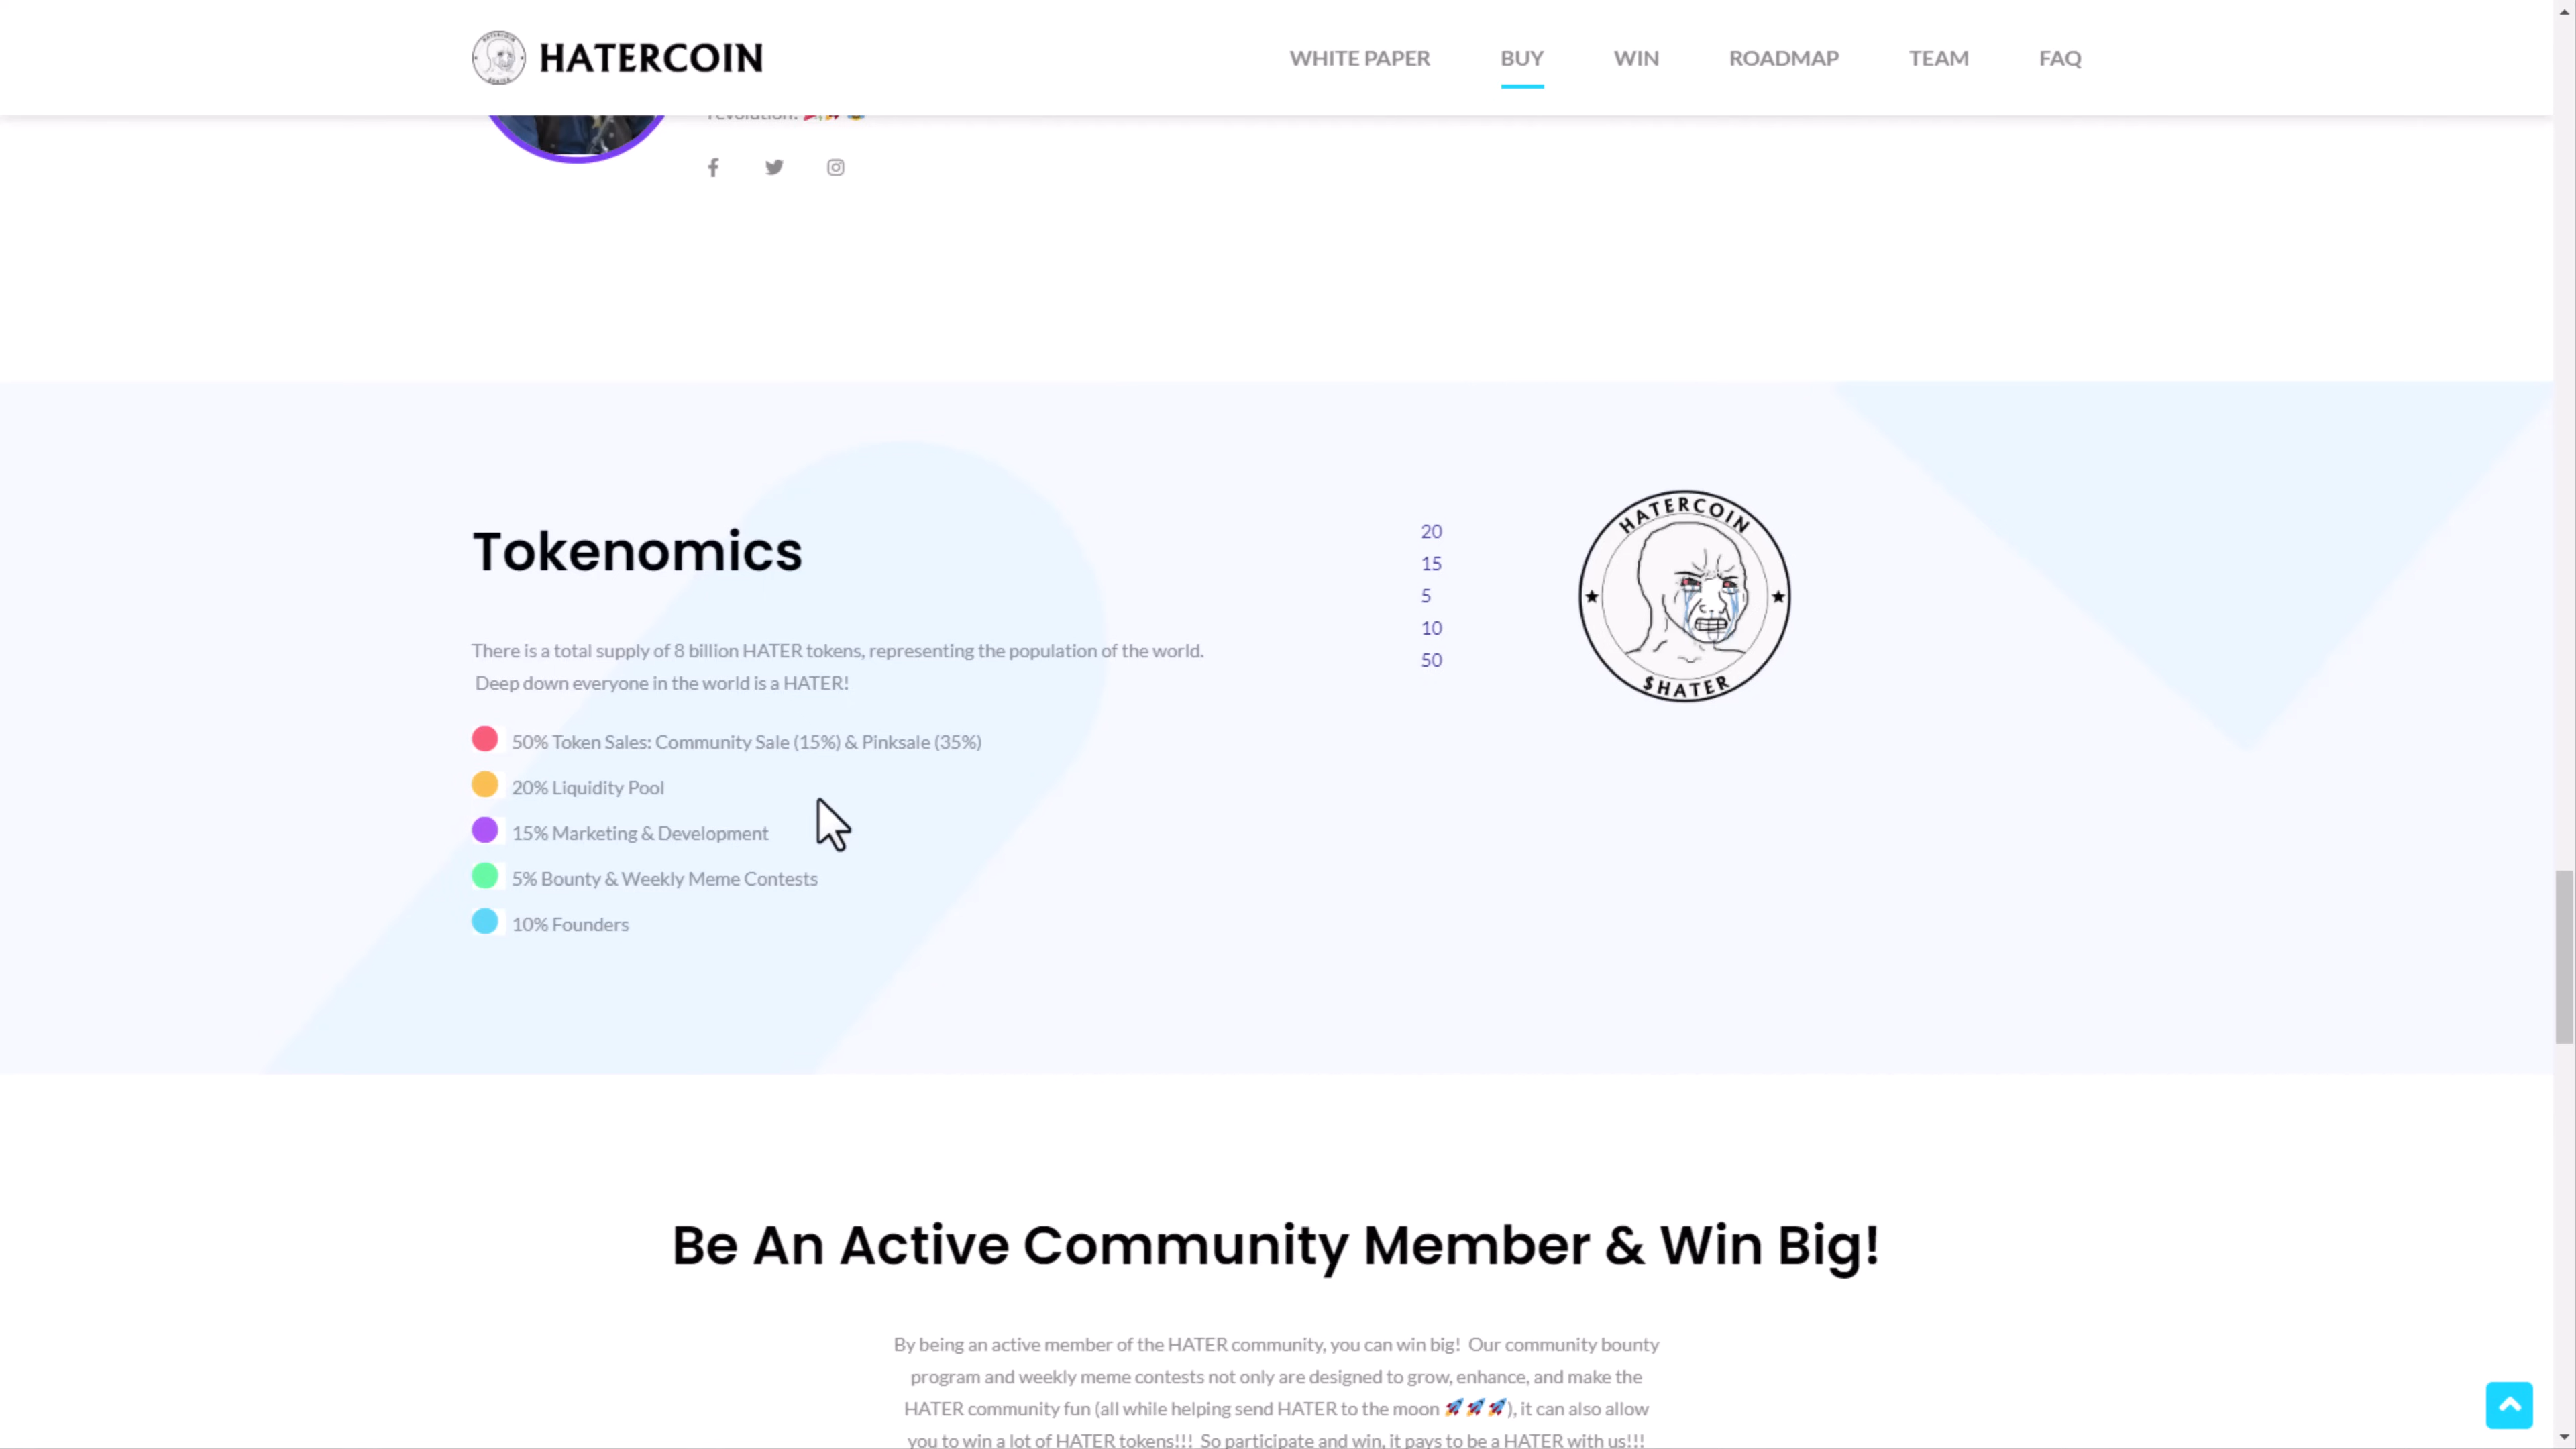 HATERCOIN
WHITE PAPER
BUY
WIN
ROADMAP
TEAM
FAQ
Tokenomics
There is a total supply of 8 billion HATER tokens, representing the population of the world.
Deep down everyone in the world is a HATER!
50% Token Sales: Community Sale (15%) & Pinksale (35%)
20% Liquidity Pool
15% Marketing & Development
5% Bounty & Weekly Meme Contests
10% Founders
20
15
5
10
50
HATERCOIN
$HATER
Be An Active Community Member & Win Big!
By being an active member of the HATER community, you can win big! Our community bounty
program and weekly meme contests not only are designed to grow, enhance, and make the
HATER community fun (all while helping send HATER to the moon 🚀🚀🚀), it can also allow
you to win a lot of HATER tokens!!! So participate and win, it pays to be a HATER with us!!!